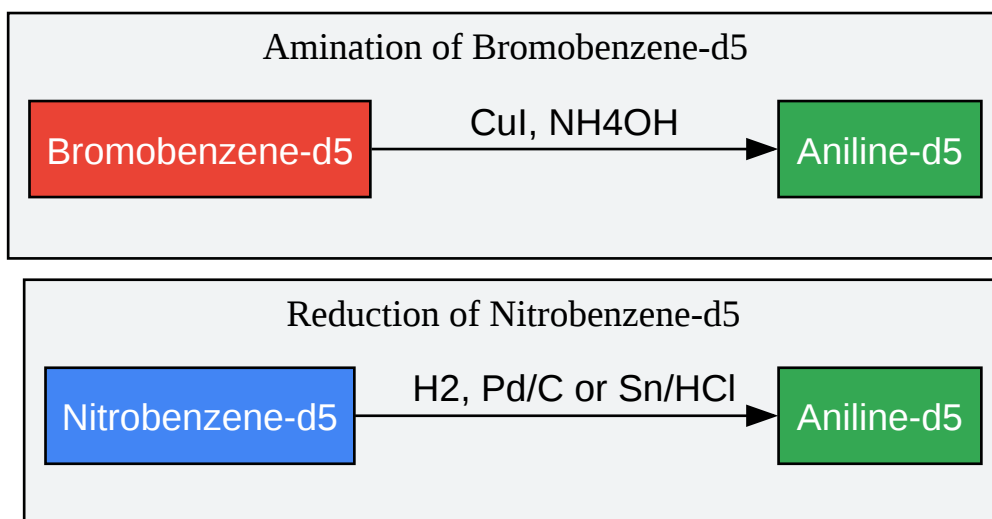 Amination of Bromobenzene-d5
CuI, NH4OH
Bromobenzene-d5
Aniline-d5
Reduction of Nitrobenzene-d5
H2, Pd/C or Sn/HCl
Nitrobenzene-d5
Aniline-d5